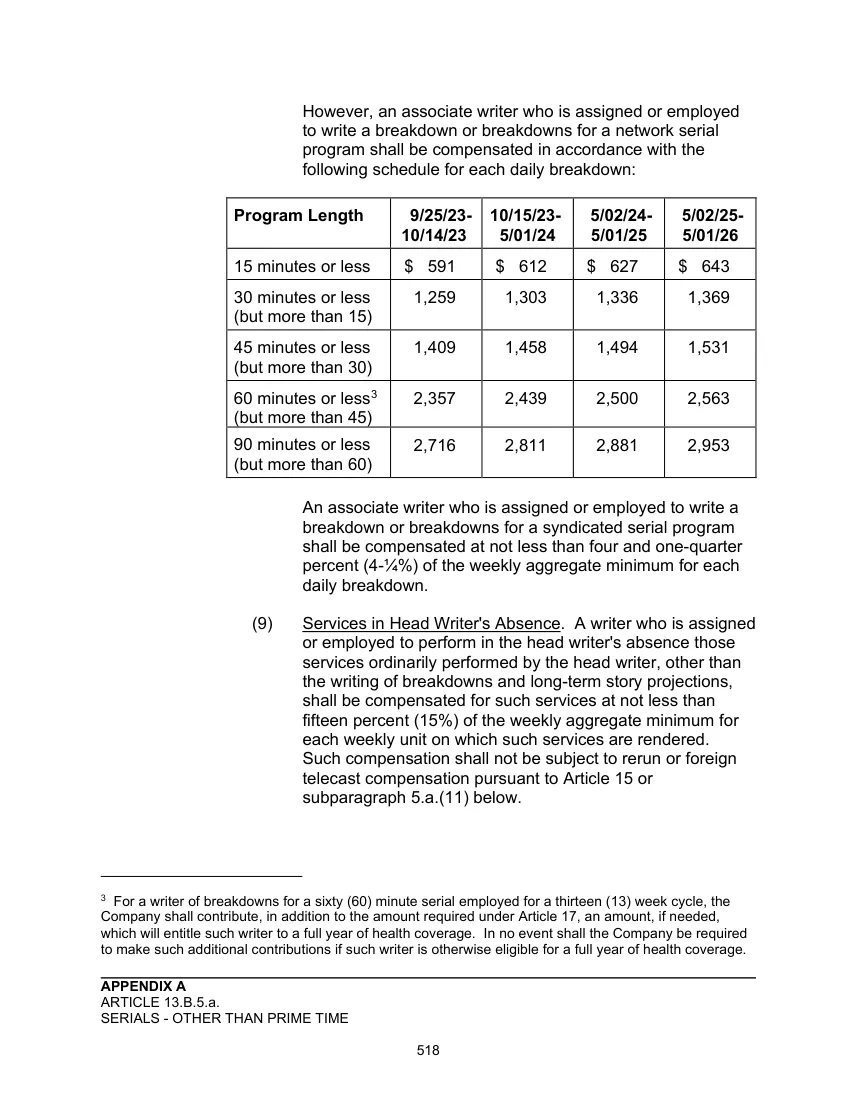 However, an associate writer who is assigned or employed
to write a breakdown or breakdowns for a network serial
program shall be compensated in accordance with the
following schedule for each daily breakdown:
Program Length 9/25/23- 10/15/23- 5/02/24- 5/02/25-
10/14/23 5/01/24 5/01/25 5/01/26
15 minutes or less $ 591 $ 612 $ 627 $ 643
30 minutes or less 1,259 1,303 1,336 1,369
(but more than 15)
45 minutes or less 1,409 1,458 1,494 1,531
(but more than 30)
60 minutes or less3 2,357 2,439 2,500 2,563
(but more than 45)
90 minutes or less 2,716 2,811 2,881 2,953
(but more than 60)
An associate writer who is assigned or employed to write a
breakdown or breakdowns for a syndicated serial program
shall be compensated at not less than four and one-quarter
percent (4-¼%) of the weekly aggregate minimum for each
daily breakdown.
(9) Services in Head Writer's Absence. A writer who is assigned
or employed to perform in the head writer's absence those
services ordinarily performed by the head writer, other than
the writing of breakdowns and long-term story projections,
shall be compensated for such services at not less than
fifteen percent (15%) of the weekly aggregate minimum for
each weekly unit on which such services are rendered.
Such compensation shall not be subject to rerun or foreign
telecast compensation pursuant to Article 15 or
subparagraph 5.a.(11) below.
3 For a writer of breakdowns for a sixty (60) minute serial employed for a thirteen (13) week cycle, the
Company shall contribute, in addition to the amount required under Article 17, an amount, if needed,
which will entitle such writer to a full year of health coverage. In no event shall the Company be required
to make such additional contributions if such writer is otherwise eligible for a full year of health coverage.
APPENDIX A
ARTICLE 13.B.5.a.
SERIALS - OTHER THAN PRIME TIME
518